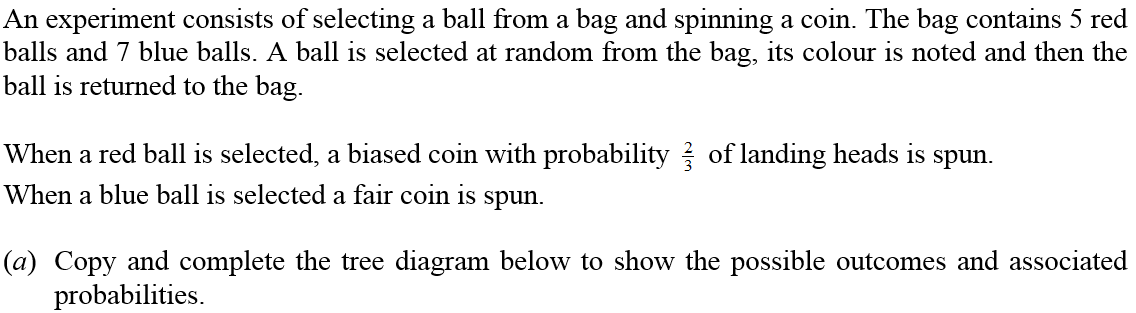 An experiment consists of selecting a ball from a bag and spinning a coin. The bag contains 5 red
balls and 7 blue balls. A ball is selected at random from the bag, its colour is noted and then the
ball is returned to the bag.
When a red ball is selected, a biased coin with probability 2/3 of landing heads is spun.
When a blue ball is selected a fair coin is spun.
(a) Copy and complete the tree diagram below to show the possible outcomes and associated
probabilities.